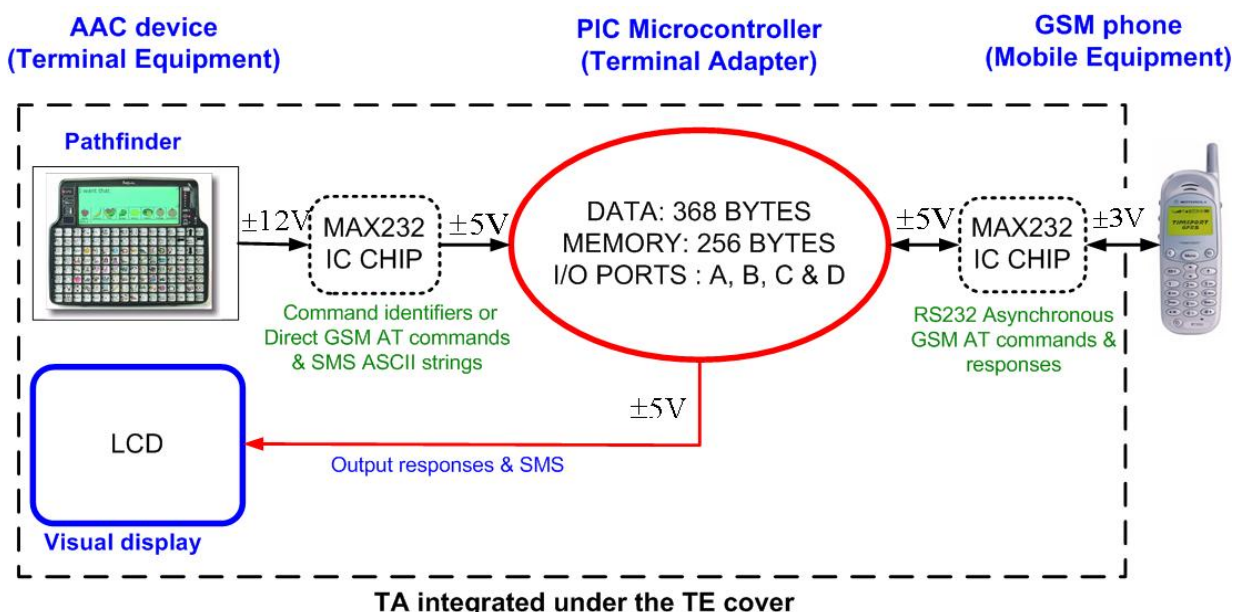 AAC device
(Terminal Equipment)
PIC Microcontroller
(Terminal Adapter)
GSM phone
(Mobile Equipment)
Pathfinder
I want that
±12V
MAX232
IC CHIP
±5V
DATA: 368 BYTES
MEMORY: 256 BYTES
I/O PORTS : A, B, C & D
±5V
MAX232
IC CHIP
±3V
Command identifiers or
Direct GSM AT commands
& SMS ASCII strings
RS232 Asynchronous
GSM AT commands &
responses
±5V
LCD
Output responses & SMS
Visual display
TA integrated under the TE cover